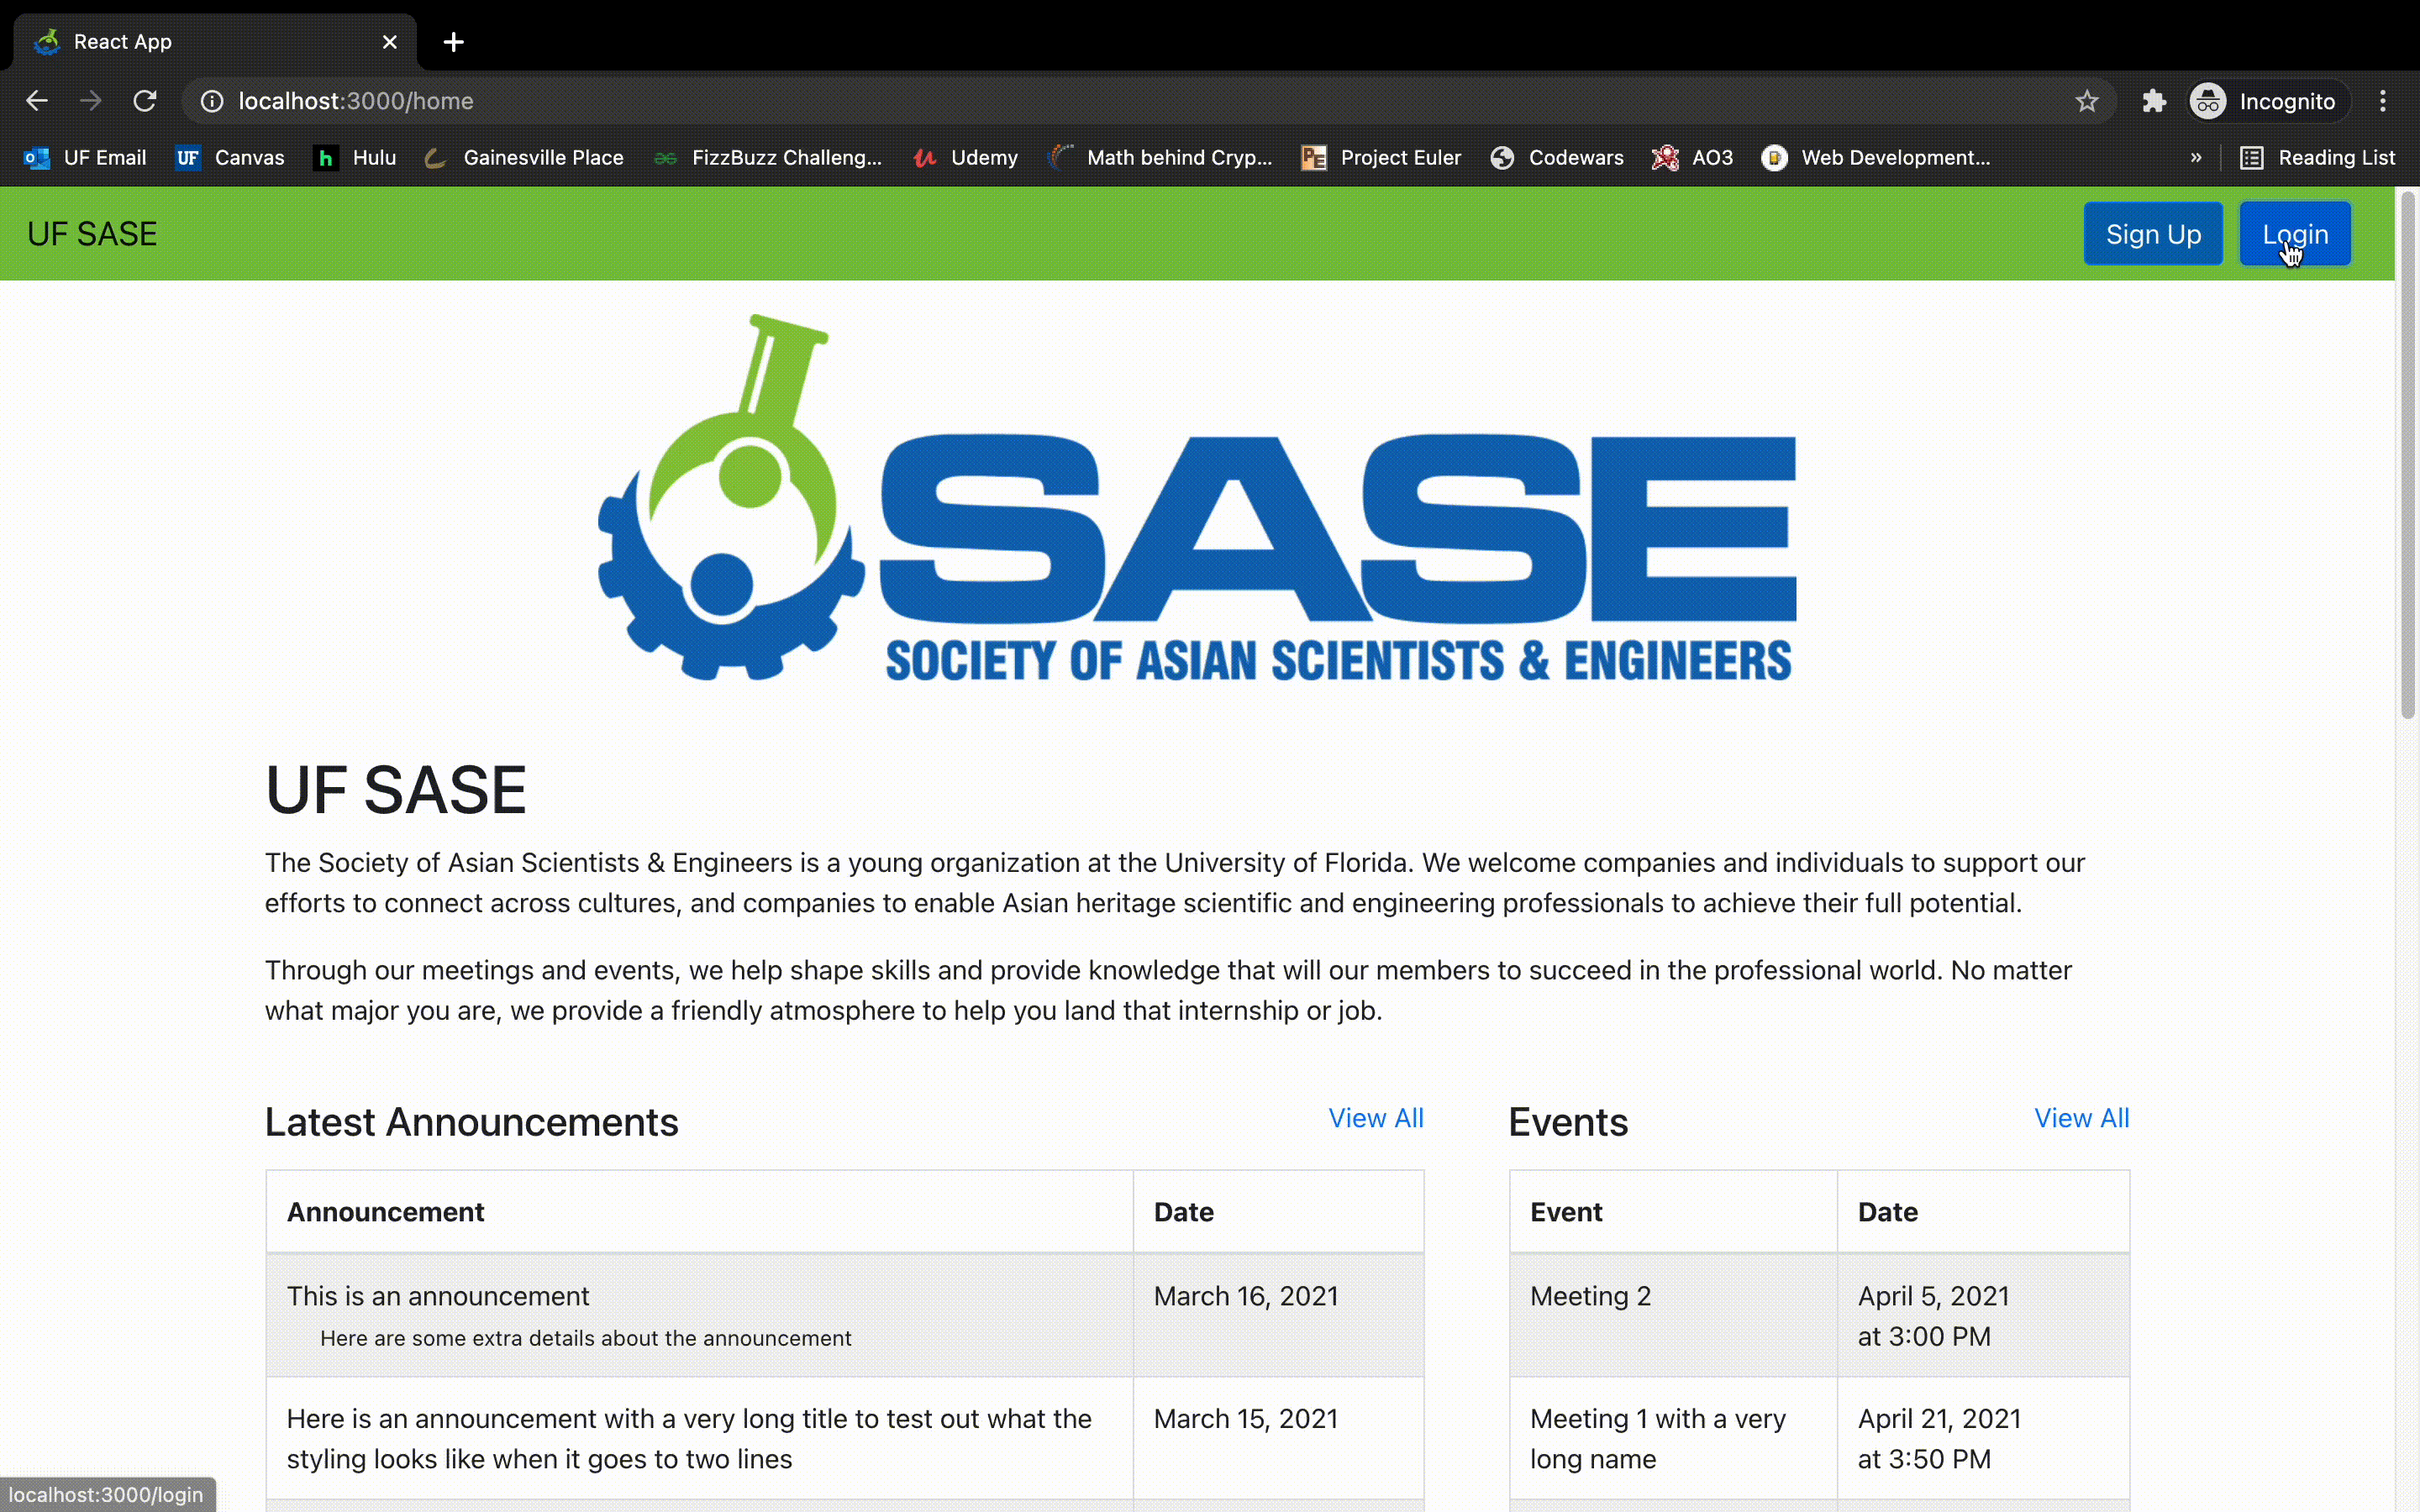 React App
localhost:3000/home
Incognito
UF Email
UF Canvas
h Hulu
Gainesville Place
FizzBuzz Challeng...
Udemy
Math behind Cryp...
PE Project Euler
Codewars
AO3
Web Development...
»
Reading List
UF SASE
Sign Up
Login
SASE
SOCIETY OF ASIAN SCIENTISTS & ENGINEERS
UF SASE
The Society of Asian Scientists & Engineers is a young organization at the University of Florida. We welcome companies and individuals to support our
efforts to connect across cultures, and companies to enable Asian heritage scientific and engineering professionals to achieve their full potential.
Through our meetings and events, we help shape skills and provide knowledge that will our members to succeed in the professional world. No matter
what major you are, we provide a friendly atmosphere to help you land that internship or job.
Latest Announcements
View All
Announcement
Date
This is an announcement
March 16, 2021
Here are some extra details about the announcement
Here is an announcement with a very long title to test out what the
styling looks like when it goes to two lines
March 15, 2021
Events
View All
Event
Date
Meeting 2
April 5, 2021
at 3:00 PM
Meeting 1 with a very
long name
April 21, 2021
at 3:50 PM
localhost:3000/login